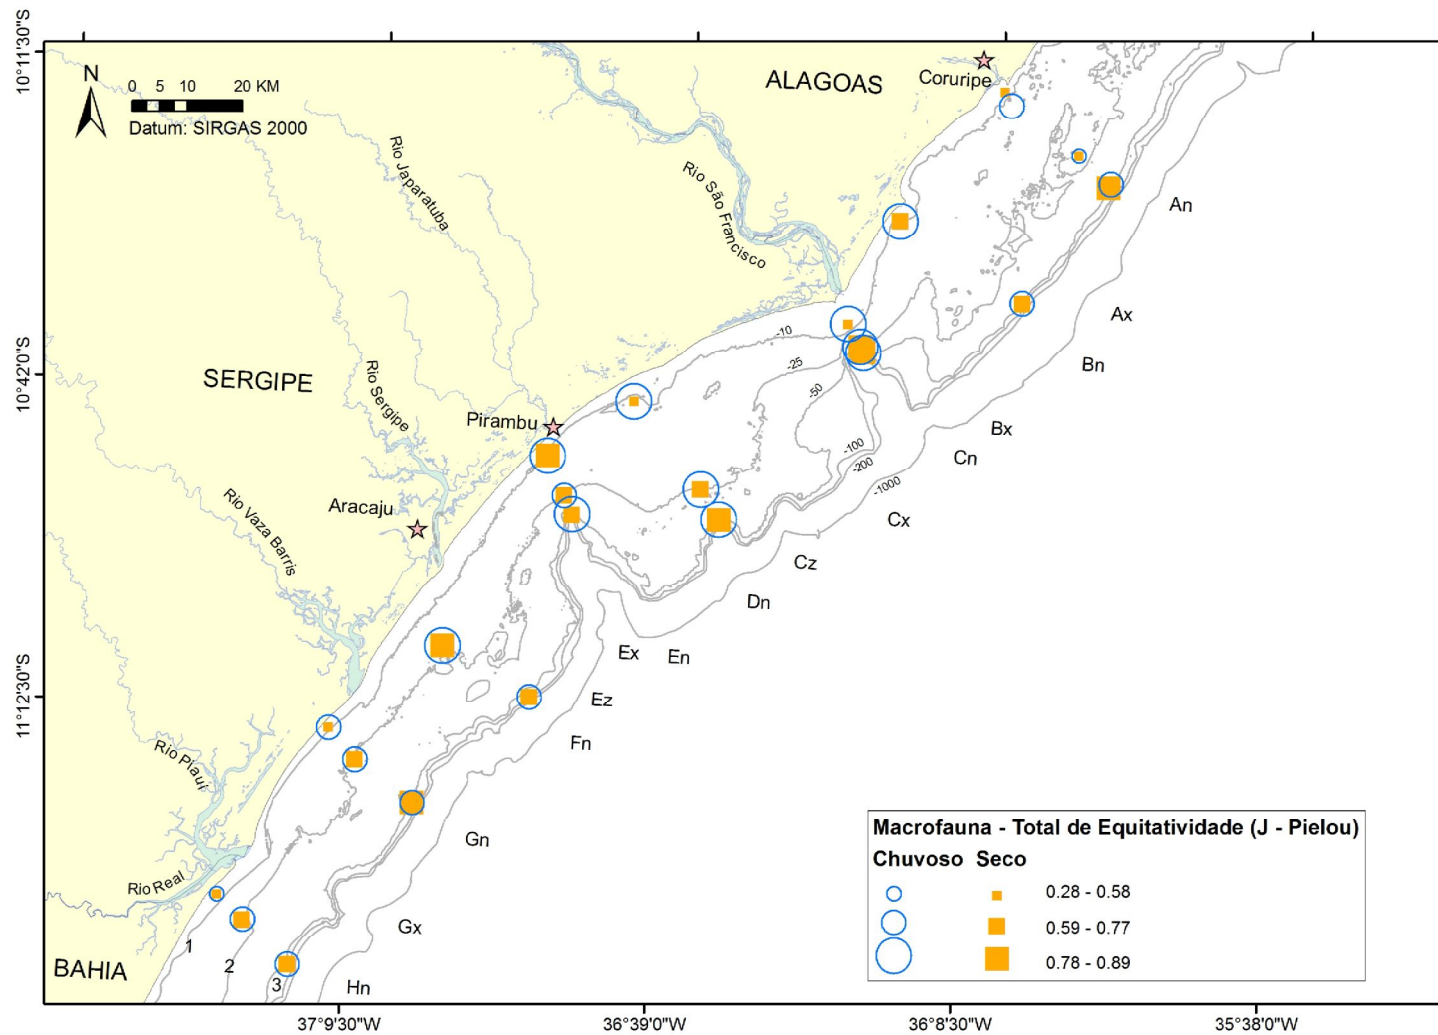 10°11'30"S
N
0 5 10 20 KM
Datum: SIRGAS 2000
ALAGOAS
Coruripe
Rio Japaratuba
Rio São Francisco
An
Ax
Bn
Bx
Cn
Cx
Cz
Dn
En
Ex
Ez
Fn
Gn
Gx
Hn
-10
-25
-50
-100
-200
-1000
10°42'0"S
SERGIPE
Rio Sergipe
Pirambu
Aracaju
Rio Vaza Barris
11°12'30"S
Rio Piauí
Rio Real
BAHIA
1
2
3
Macrofauna - Total de Equitatividade (J - Pielou)
Chuvoso Seco
0.28 - 0.58
0.59 - 0.77
0.78 - 0.89
37°9'30"W
36°39'0"W
36°8'30"W
35°38'0"W